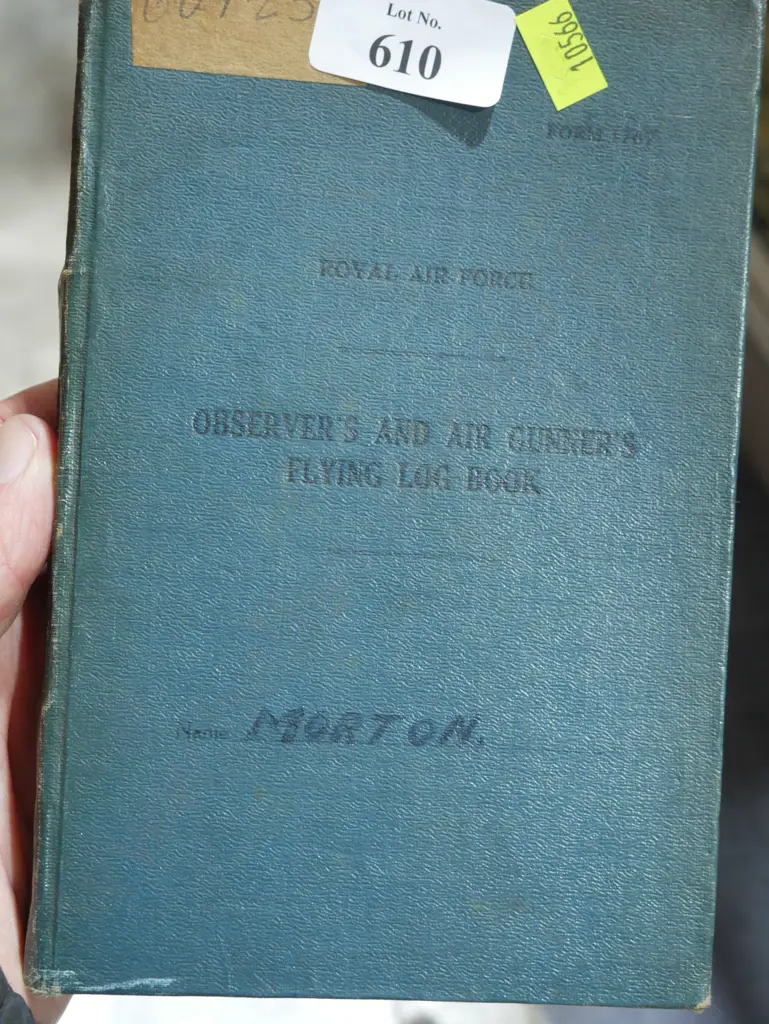 Lot No.
610
10566
FORM 1767
ROYAL AIR FORCE
OBSERVER'S AND AIR GUNNER'S
FLYING LOG BOOK
Name MORTON.